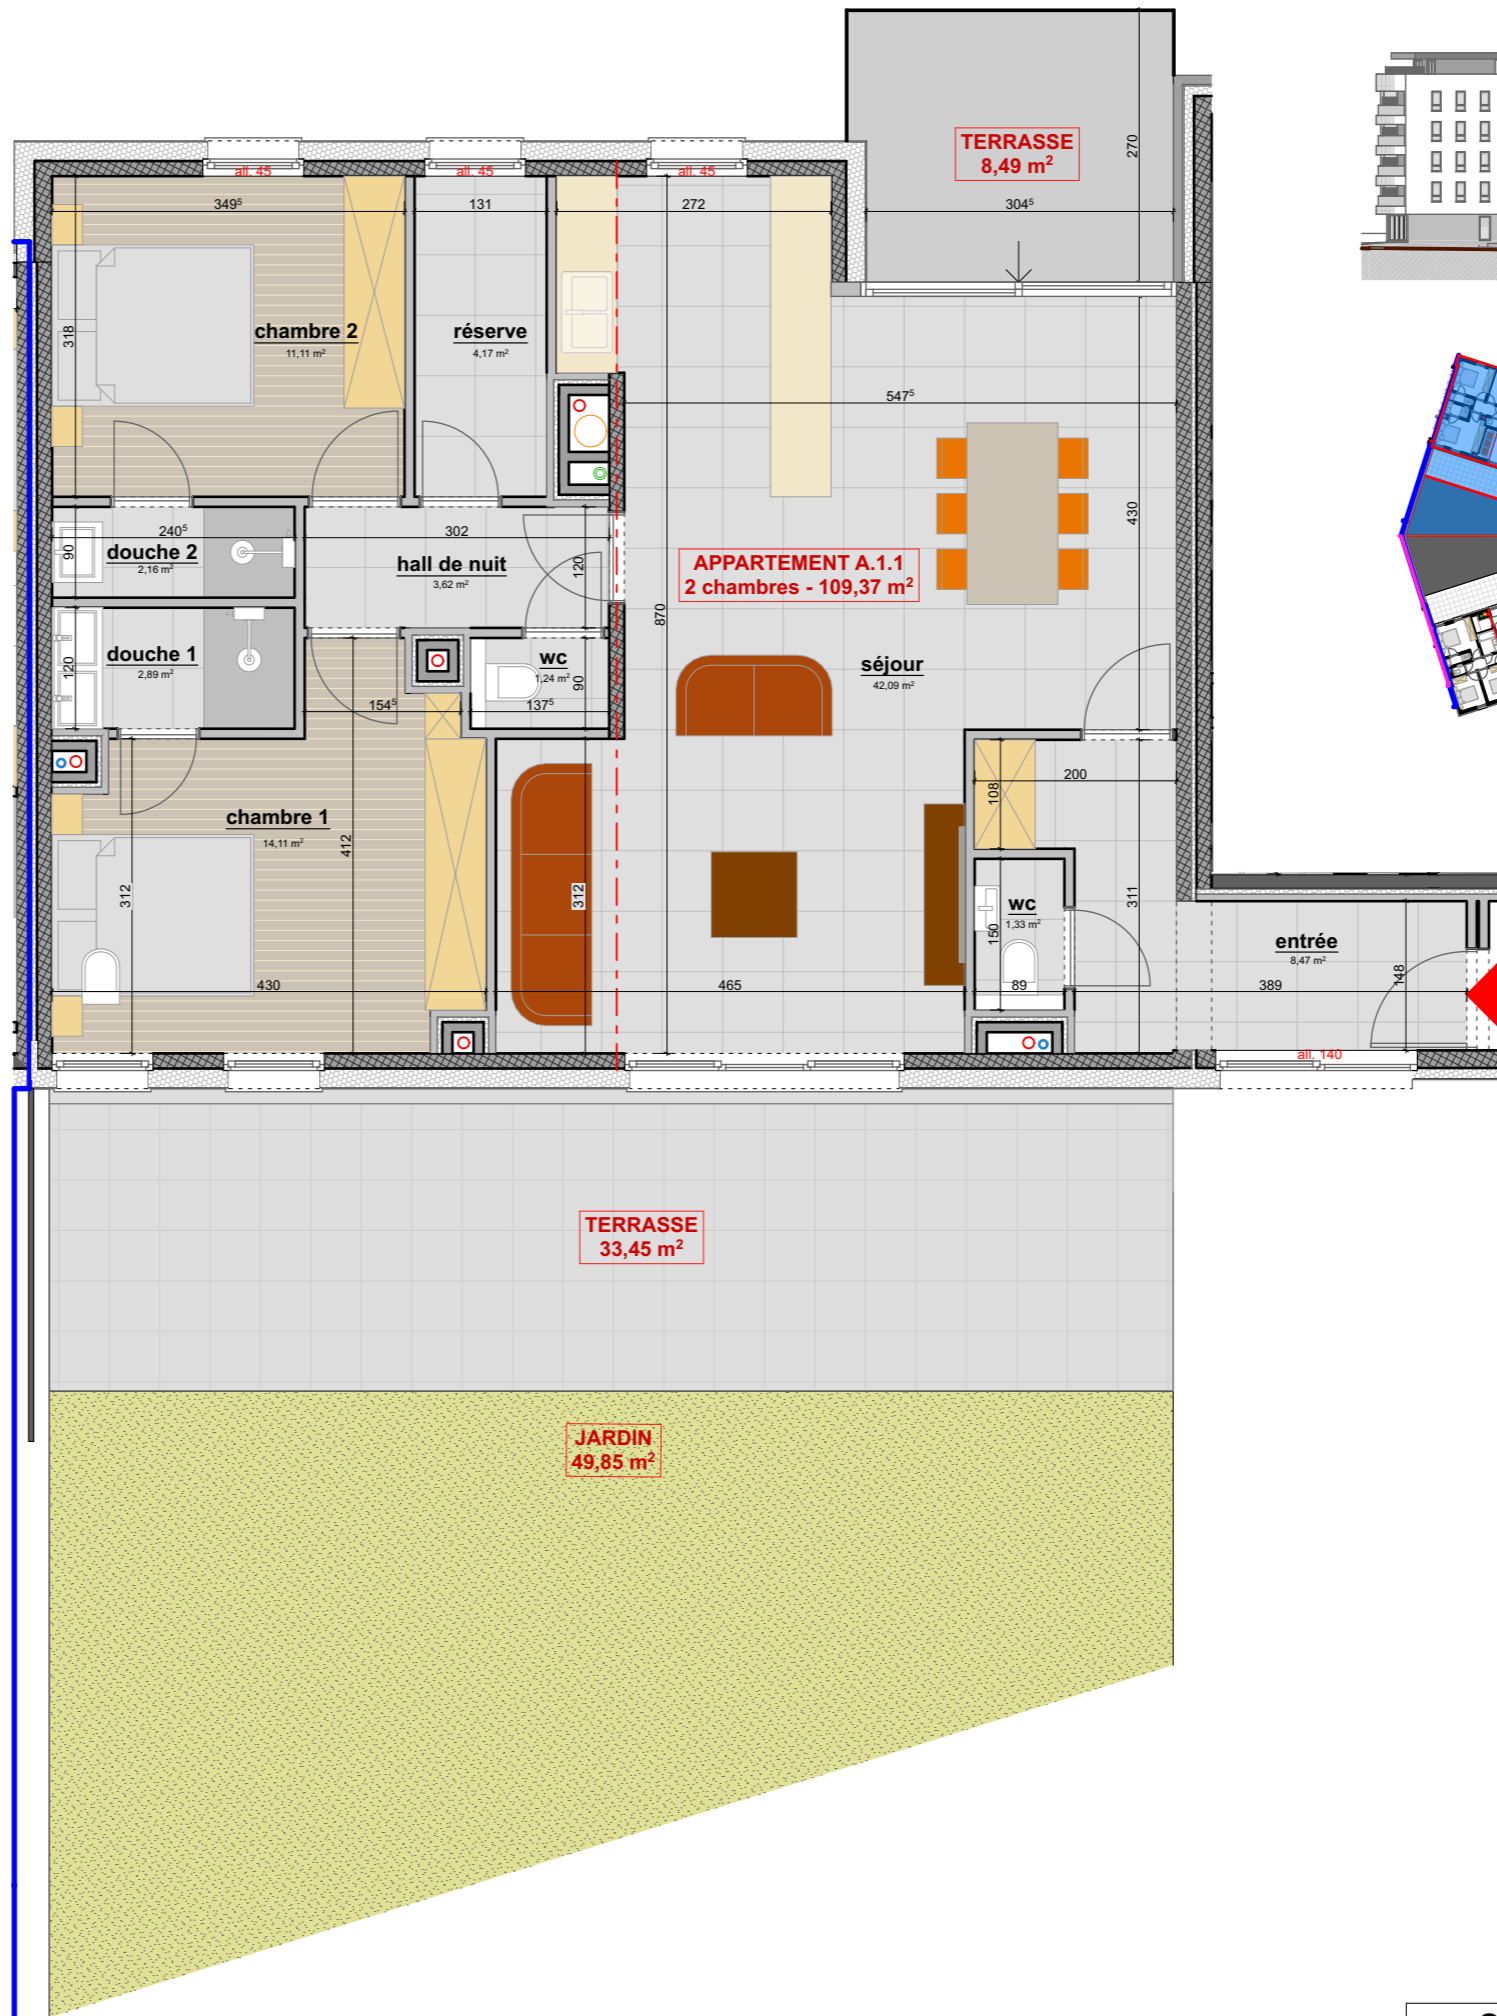 TERRASSE
8,49 m²
270
304⁵
all. 45
all. 45
all. 45
349⁵
131
272
chambre 2
11,11 m²
318
réserve
4,17 m²
547⁵
430
240⁵
90
douche 2
2,16 m²
302
hall de nuit
3,62 m²
120
APPARTEMENT A.1.1
2 chambres - 109,37 m²
870
douche 1
2,89 m²
120
wc
1,24 m²
90
154⁵
137⁵
séjour
42,09 m²
200
108
chambre 1
14,11 m²
412
312
312
311
wc
1,33 m²
150
entrée
8,47 m²
148
430
465
89
389
all. 140
TERRASSE
33,45 m²
JARDIN
49,85 m²